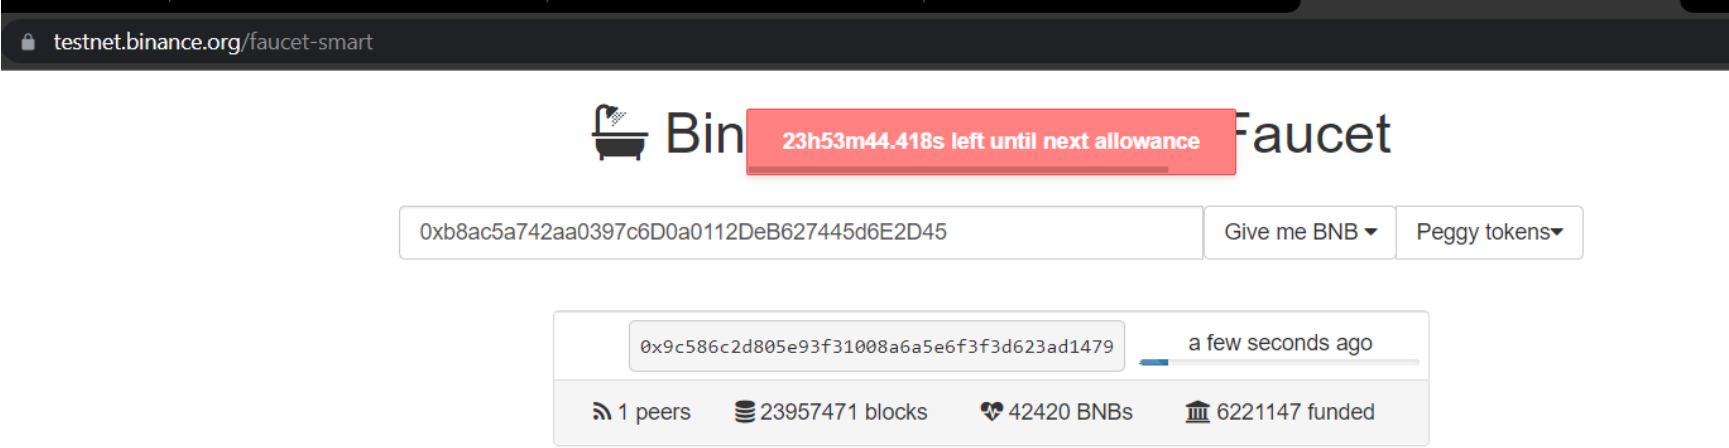 testnet.binance.org/faucet-smart
Bin Faucet
23h53m44.418s left until next allowance
0xb8ac5a742aa0397c6D0a0112DeB627445d6E2D45 Give me BNB Peggy tokens
0x9c586c2d805e93f31008a6a5e6f3f3d623ad1479 a few seconds ago
1 peers 23957471 blocks 42420 BNBs 6221147 funded